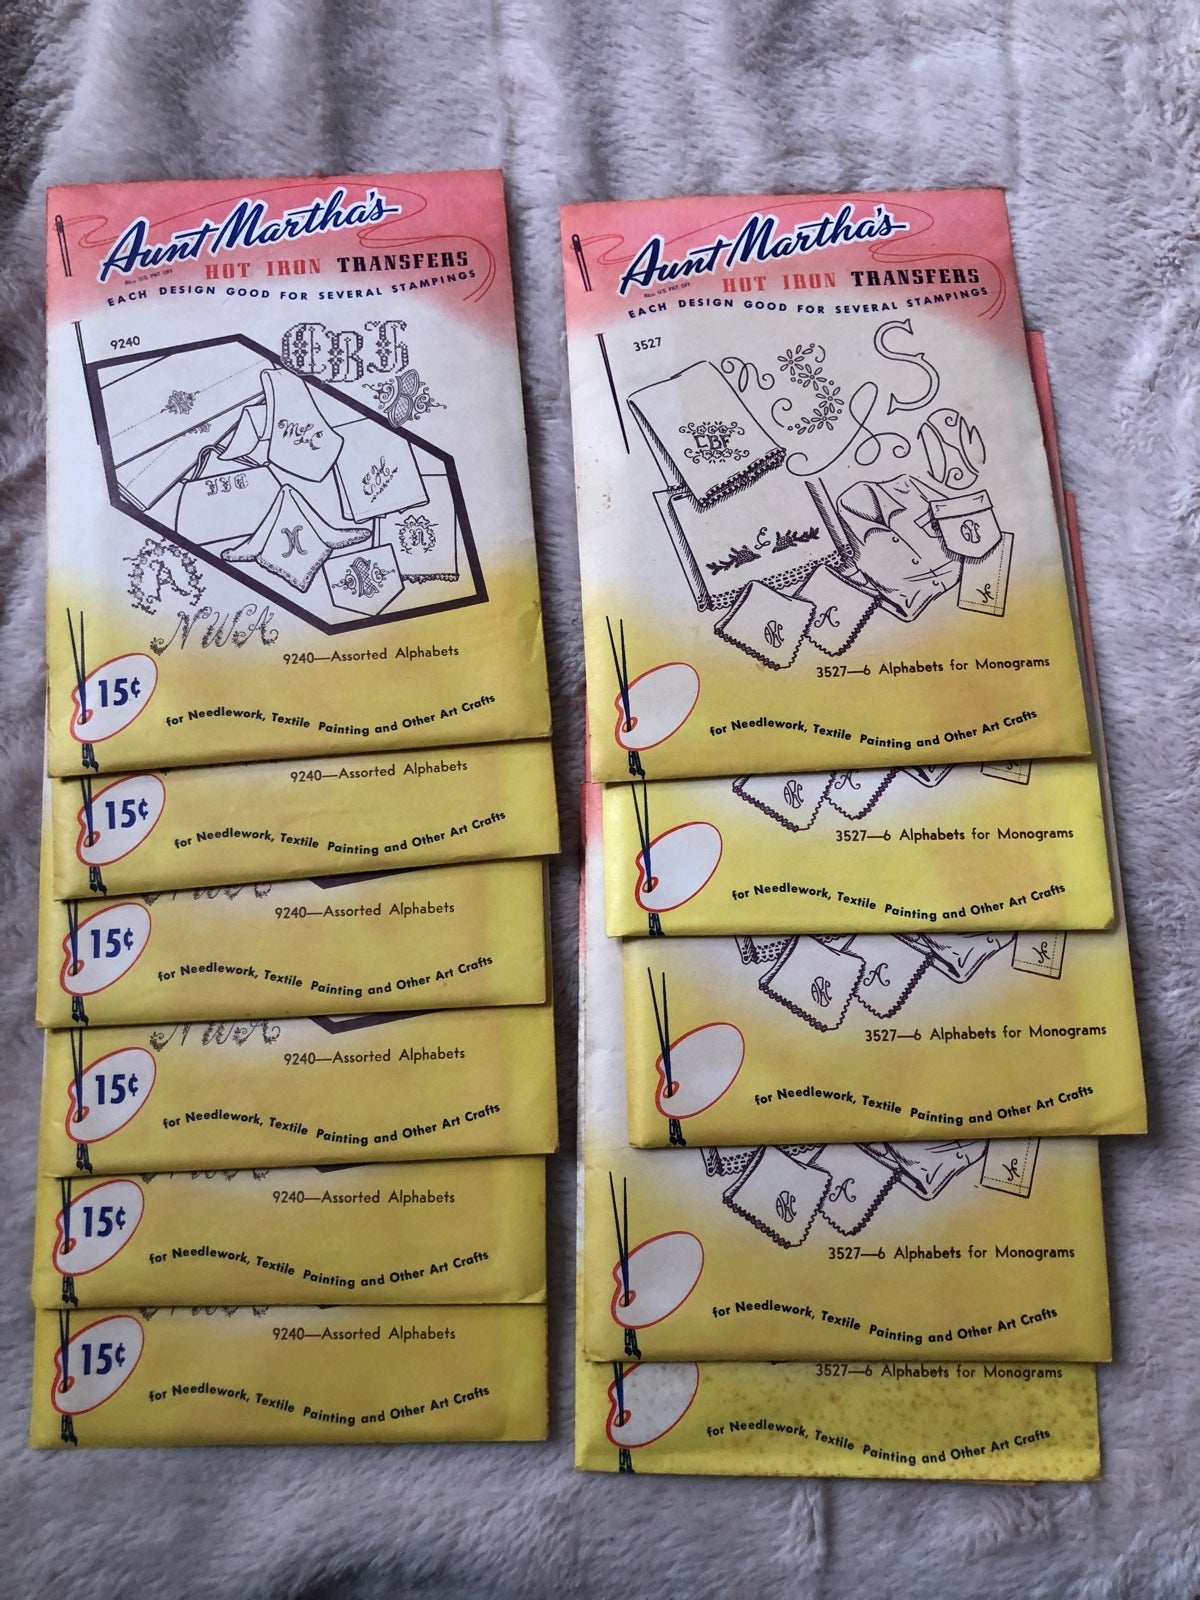 Aunt Martha's
REG. U.S. PAT. OFF.
HOT IRON TRANSFERS
EACH DESIGN GOOD FOR SEVERAL STAMPINGS
9240
CBH
A
NWA
9240—Assorted Alphabets
15¢
for Needlework, Textile Painting and Other Art Crafts
9240—Assorted Alphabets
15¢
for Needlework, Textile Painting and Other Art Crafts
9240—Assorted Alphabets
15¢
for Needlework, Textile Painting and Other Art Crafts
9240—Assorted Alphabets
15¢
for Needlework, Textile Painting and Other Art Crafts
9240—Assorted Alphabets
15¢
for Needlework, Textile Painting and Other Art Crafts
9240—Assorted Alphabets
15¢
for Needlework, Textile Painting and Other Art Crafts
Aunt Martha's
REG. U.S. PAT. OFF.
HOT IRON TRANSFERS
EACH DESIGN GOOD FOR SEVERAL STAMPINGS
3527
S
CBF
E
A
3527—6 Alphabets for Monograms
for Needlework, Textile Painting and Other Art Crafts
A
3527—6 Alphabets for Monograms
for Needlework, Textile Painting and Other Art Crafts
A
3527—6 Alphabets for Monograms
for Needlework, Textile Painting and Other Art Crafts
A
3527—6 Alphabets for Monograms
for Needlework, Textile Painting and Other Art Crafts
3527—6 Alphabets for Monograms
for Needlework, Textile Painting and Other Art Crafts